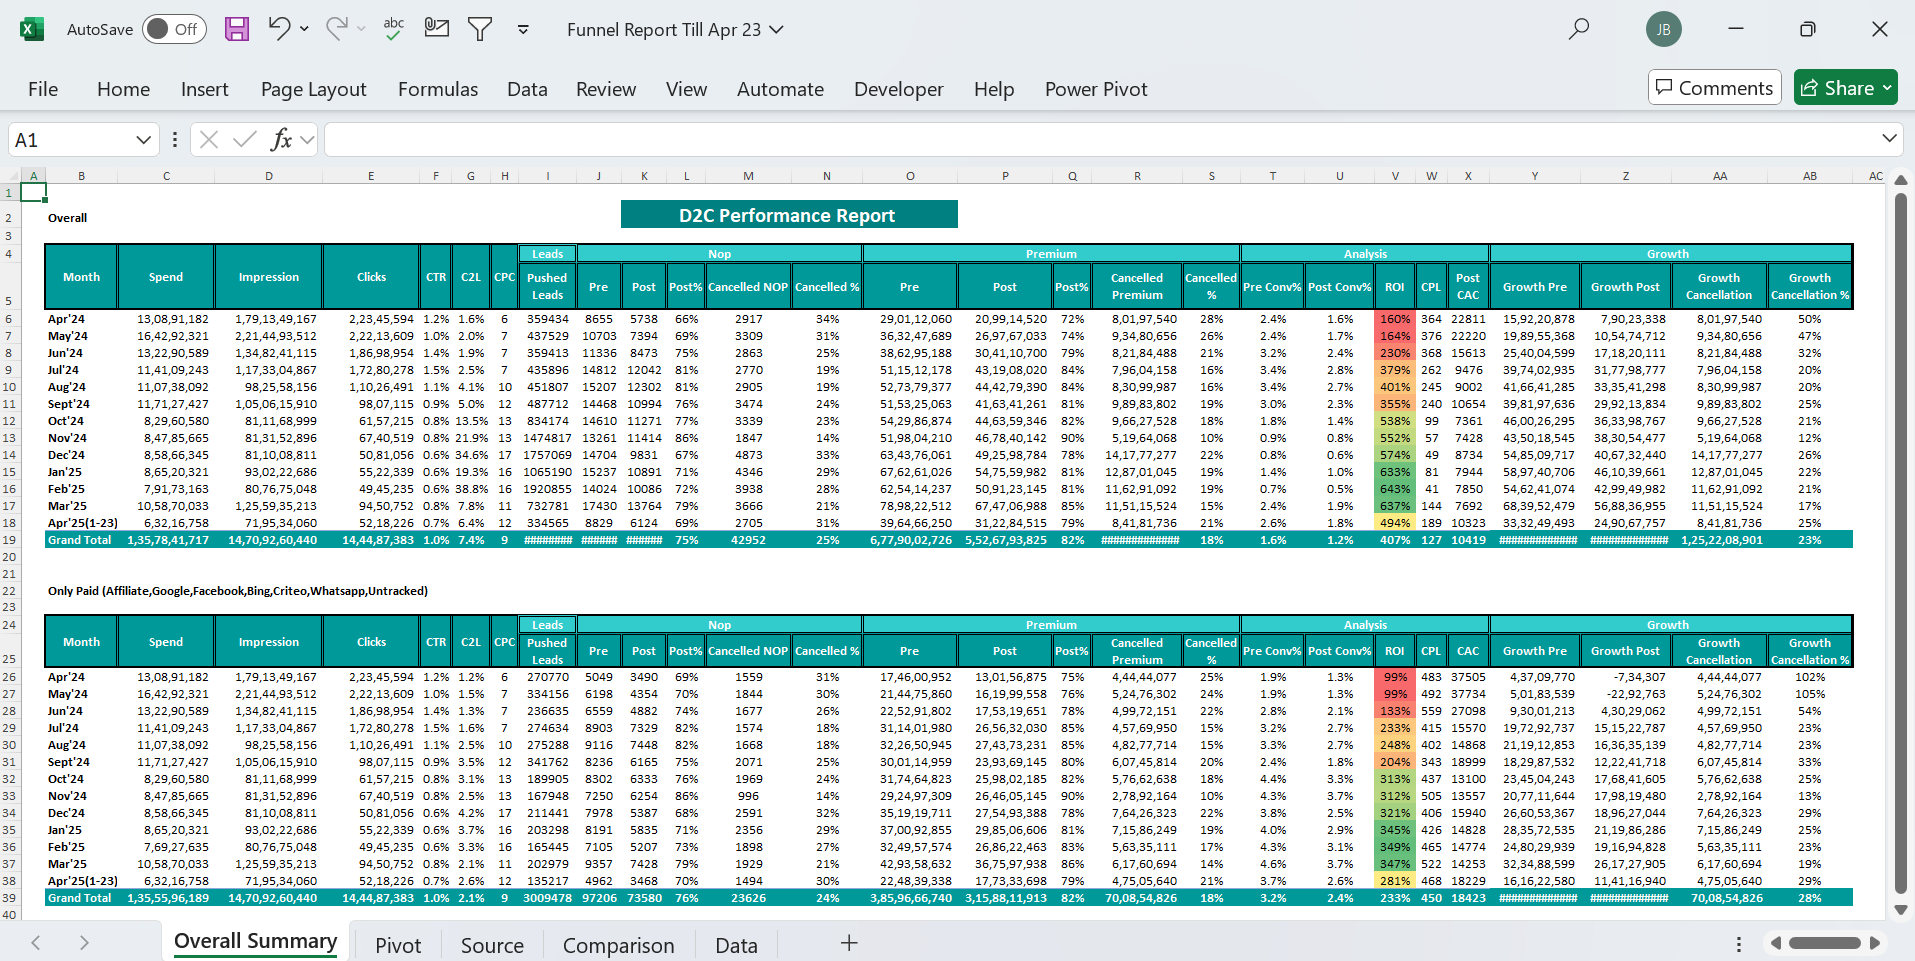 AutoSave Off abc Funnel Report Till Apr 23 JB
File Home Insert Page Layout Formulas Data Review View Automate Developer Help Power Pivot Comments Share
A1 fx
A B C D E F G H I J K L M N O P Q R S T U V W X Y Z AA AB AC
1
2 Overall D2C Performance Report
3
4 Leads Nop Premium Analysis Growth
5 Month Spend Impression Clicks CTR C2L CPC Pushed Leads Pre Post Post% Cancelled NOP Cancelled % Pre Post Post% Cancelled Premium Cancelled % Pre Conv% Post Conv% ROI CPL Post CAC Growth Pre Growth Post Growth Cancellation Growth Cancellation %
6 Apr'24 13,08,91,182 1,79,13,49,167 2,23,45,594 1.2% 1.6% 6 359434 8655 5738 66% 2917 34% 29,01,12,060 20,99,14,520 72% 8,01,97,540 28% 2.4% 1.6% 160% 364 22811 15,92,20,878 7,90,23,338 8,01,97,540 50%
7 May'24 16,42,92,321 2,21,44,93,512 2,22,13,609 1.0% 2.0% 7 437529 10703 7394 69% 3309 31% 36,32,47,689 26,97,67,033 74% 9,34,80,656 26% 2.4% 1.7% 164% 376 22220 19,89,55,368 10,54,74,712 9,34,80,656 47%
8 Jun'24 13,22,90,589 1,34,82,41,115 1,86,98,954 1.4% 1.9% 7 359413 11336 8473 75% 2863 25% 38,62,95,188 30,41,10,700 79% 8,21,84,488 21% 3.2% 2.4% 230% 368 15613 25,40,04,599 17,18,20,111 8,21,84,488 32%
9 Jul'24 11,41,09,243 1,17,33,04,867 1,72,80,278 1.5% 2.5% 7 435896 14812 12042 81% 2770 19% 51,15,12,178 43,19,08,020 84% 7,96,04,158 16% 3.4% 2.8% 379% 262 9476 39,74,02,935 31,77,98,777 7,96,04,158 20%
10 Aug'24 11,07,38,092 98,25,58,156 1,10,26,491 1.1% 4.1% 10 451807 15207 12302 81% 2905 19% 52,73,79,377 44,42,79,390 84% 8,30,99,987 16% 3.4% 2.7% 401% 245 9002 41,66,41,285 33,35,41,298 8,30,99,987 20%
11 Sept'24 11,71,27,427 1,05,06,15,910 98,07,115 0.9% 5.0% 12 487712 14468 10994 76% 3474 24% 51,53,25,063 41,63,41,261 81% 9,89,83,802 19% 3.0% 2.3% 355% 240 10654 39,81,97,636 29,92,13,834 9,89,83,802 25%
12 Oct'24 8,29,60,580 81,11,68,999 61,57,215 0.8% 13.5% 13 834174 14610 11271 77% 3339 23% 54,29,86,874 44,63,59,346 82% 9,66,27,528 18% 1.8% 1.4% 538% 99 7361 46,00,26,295 36,33,98,767 9,66,27,528 21%
13 Nov'24 8,47,85,665 81,31,52,896 67,40,519 0.8% 21.9% 13 1474817 13261 11414 86% 1847 14% 51,98,04,210 46,78,40,142 90% 5,19,64,068 10% 0.9% 0.8% 552% 57 7428 43,50,18,545 38,30,54,477 5,19,64,068 12%
14 Dec'24 8,58,66,345 81,10,08,811 50,81,056 0.6% 34.6% 17 1757069 14704 9831 67% 4873 33% 63,43,76,061 49,25,98,784 78% 14,17,77,277 22% 0.8% 0.6% 574% 49 8734 54,85,09,717 40,67,32,440 14,17,77,277 26%
15 Jan'25 8,65,20,321 93,02,22,686 55,22,339 0.6% 19.3% 16 1065190 15237 10891 71% 4346 29% 67,62,61,026 54,75,59,982 81% 12,87,01,045 19% 1.4% 1.0% 633% 81 7944 58,97,40,706 46,10,39,661 12,87,01,045 22%
16 Feb'25 7,91,73,163 80,76,75,048 49,45,235 0.6% 38.8% 16 1920855 14024 10086 72% 3938 28% 62,54,14,237 50,91,23,145 81% 11,62,91,092 19% 0.7% 0.5% 643% 41 7850 54,62,41,074 42,99,49,982 11,62,91,092 21%
17 Mar'25 10,58,70,033 1,25,59,35,213 94,50,752 0.8% 7.8% 11 732781 17430 13764 79% 3666 21% 78,98,22,512 67,47,06,988 85% 11,51,15,524 15% 2.4% 1.9% 637% 144 7692 68,39,52,479 56,88,36,955 11,51,15,524 17%
18 Apr'25(1-23) 6,32,16,758 71,95,34,060 52,18,226 0.7% 6.4% 12 334565 8829 6124 69% 2705 31% 39,64,66,250 31,22,84,515 79% 8,41,81,736 21% 2.6% 1.8% 494% 189 10323 33,32,49,493 24,90,67,757 8,41,81,736 25%
19 Grand Total 1,35,78,41,717 14,70,92,60,440 14,44,87,383 1.0% 7.4% 9 ######## ###### ###### 75% 42952 25% 6,77,90,02,726 5,52,67,93,825 82% ############# 18% 1.6% 1.2% 407% 127 10419 ############# ############# 1,25,22,08,901 23%
20
21
22 Only Paid (Affiliate,Google,Facebook,Bing,Criteo,Whatsapp,Untracked)
23
24 Leads Nop Premium Analysis Growth
25 Month Spend Impression Clicks CTR C2L CPC Pushed Leads Pre Post Post% Cancelled NOP Cancelled % Pre Post Post% Cancelled Premium Cancelled % Pre Conv% Post Conv% ROI CPL CAC Growth Pre Growth Post Growth Cancellation Growth Cancellation %
26 Apr'24 13,08,91,182 1,79,13,49,167 2,23,45,594 1.2% 1.2% 6 270770 5049 3490 69% 1559 31% 17,46,00,952 13,01,56,875 75% 4,44,44,077 25% 1.9% 1.3% 99% 483 37505 4,37,09,770 -7,34,307 4,44,44,077 102%
27 May'24 16,42,92,321 2,21,44,93,512 2,22,13,609 1.0% 1.5% 7 334156 6198 4354 70% 1844 30% 21,44,75,860 16,19,99,558 76% 5,24,76,302 24% 1.9% 1.3% 99% 492 37734 5,01,83,539 -22,92,763 5,24,76,302 105%
28 Jun'24 13,22,90,589 1,34,82,41,115 1,86,98,954 1.4% 1.3% 7 236635 6559 4882 74% 1677 26% 22,52,91,802 17,53,19,651 78% 4,99,72,151 22% 2.8% 2.1% 133% 559 27098 9,30,01,213 4,30,29,062 4,99,72,151 54%
29 Jul'24 11,41,09,243 1,17,33,04,867 1,72,80,278 1.5% 1.6% 7 274634 8903 7329 82% 1574 18% 31,14,01,980 26,56,32,030 85% 4,57,69,950 15% 3.2% 2.7% 233% 415 15570 19,72,92,737 15,15,22,787 4,57,69,950 23%
30 Aug'24 11,07,38,092 98,25,58,156 1,10,26,491 1.1% 2.5% 10 275288 9116 7448 82% 1668 18% 32,26,50,945 27,43,73,231 85% 4,82,77,714 15% 3.3% 2.7% 248% 402 14868 21,19,12,853 16,36,35,139 4,82,77,714 23%
31 Sept'24 11,71,27,427 1,05,06,15,910 98,07,115 0.9% 3.5% 12 341762 8236 6165 75% 2071 25% 30,01,14,959 23,93,69,145 80% 6,07,45,814 20% 2.4% 1.8% 204% 343 18999 18,29,87,532 12,22,41,718 6,07,45,814 33%
32 Oct'24 8,29,60,580 81,11,68,999 61,57,215 0.8% 3.1% 13 189905 8302 6333 76% 1969 24% 31,74,64,823 25,98,02,185 82% 5,76,62,638 18% 4.4% 3.3% 313% 437 13100 23,45,04,243 17,68,41,605 5,76,62,638 25%
33 Nov'24 8,47,85,665 81,31,52,896 67,40,519 0.8% 2.5% 13 167948 7250 6254 86% 996 14% 29,24,97,309 26,46,05,145 90% 2,78,92,164 10% 4.3% 3.7% 312% 505 13557 20,77,11,644 17,98,19,480 2,78,92,164 13%
34 Dec'24 8,58,66,345 81,10,08,811 50,81,056 0.6% 4.2% 17 211441 7978 5387 68% 2591 32% 35,19,19,711 27,54,93,388 78% 7,64,26,323 22% 3.8% 2.5% 321% 406 15940 26,60,53,367 18,96,27,044 7,64,26,323 29%
35 Jan'25 8,65,20,321 93,02,22,686 55,22,339 0.6% 3.7% 16 203298 8191 5835 71% 2356 29% 37,00,92,855 29,85,06,606 81% 7,15,86,249 19% 4.0% 2.9% 345% 426 14828 28,35,72,535 21,19,86,286 7,15,86,249 25%
36 Feb'25 7,69,27,635 80,76,75,048 49,45,235 0.6% 3.3% 16 165445 7105 5207 73% 1898 27% 32,49,57,574 26,86,22,463 83% 5,63,35,111 17% 4.3% 3.1% 349% 465 14774 24,80,29,939 19,16,94,828 5,63,35,111 23%
37 Mar'25 10,58,70,033 1,25,59,35,213 94,50,752 0.8% 2.1% 11 202979 9357 7428 79% 1929 21% 42,93,58,632 36,75,97,938 86% 6,17,60,694 14% 4.6% 3.7% 347% 522 14253 32,34,88,599 26,17,27,905 6,17,60,694 19%
38 Apr'25(1-23) 6,32,16,758 71,95,34,060 52,18,226 0.7% 2.6% 12 135217 4962 3468 70% 1494 30% 22,48,39,338 17,73,33,698 79% 4,75,05,640 21% 3.7% 2.6% 281% 468 18229 16,16,22,580 11,41,16,940 4,75,05,640 29%
39 Grand Total 1,35,55,96,189 14,70,92,60,440 14,44,87,383 1.0% 2.1% 9 3009478 97206 73580 76% 23626 24% 3,85,96,66,740 3,15,88,11,913 82% 70,08,54,826 18% 3.2% 2.4% 233% 450 18423 ############# ############# 70,08,54,826 28%
40
Overall Summary Pivot Source Comparison Data